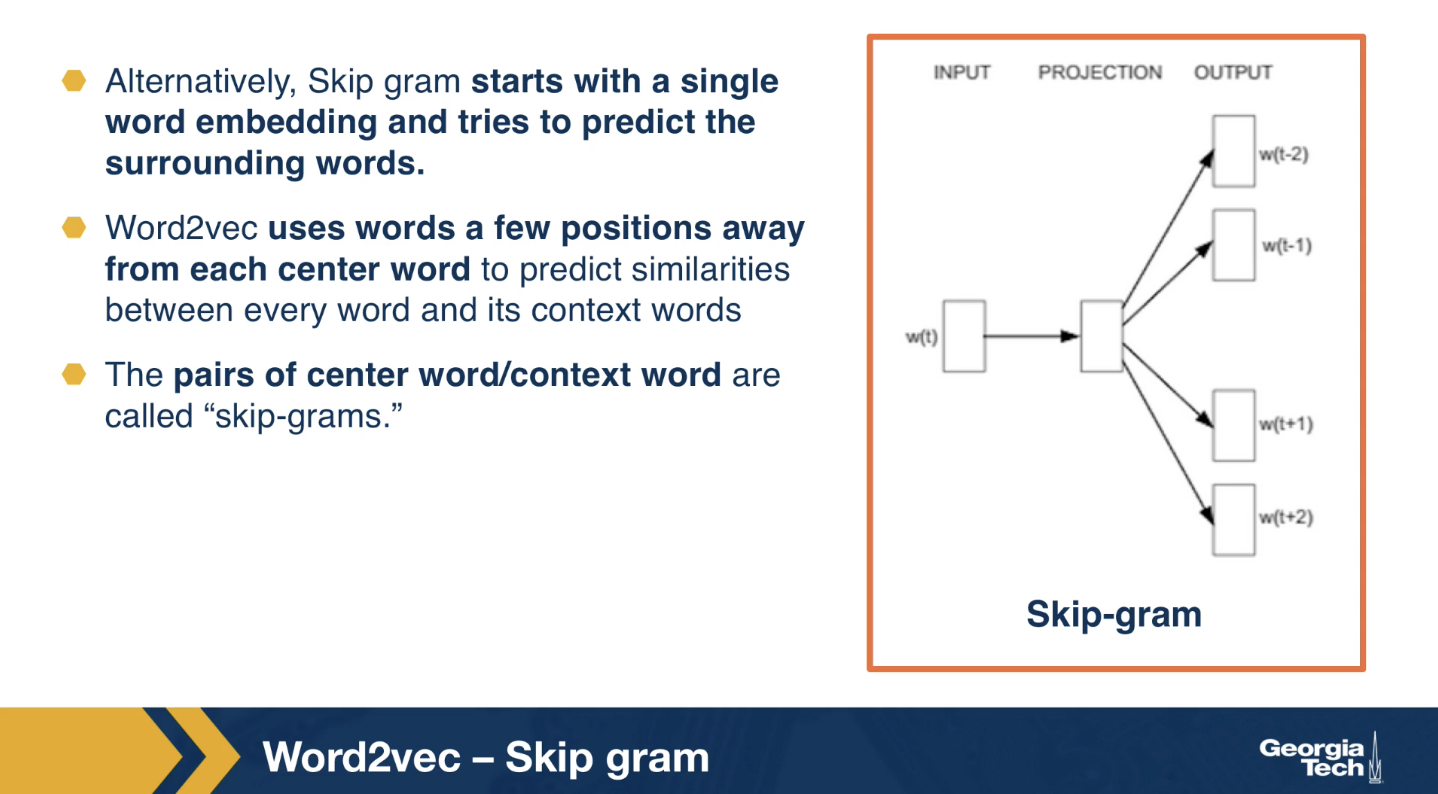 Alternatively, Skip gram starts with a single
word embedding and tries to predict the
surrounding words.
Word2vec uses words a few positions away
from each center word to predict similarities
between every word and its context words
The pairs of center word/context word are
called “skip-grams.”
INPUT PROJECTION OUTPUT
w(t-2)
w(t-1)
w(t)
w(t+1)
w(t+2)
Skip-gram
Word2vec – Skip gram
Georgia
Tech